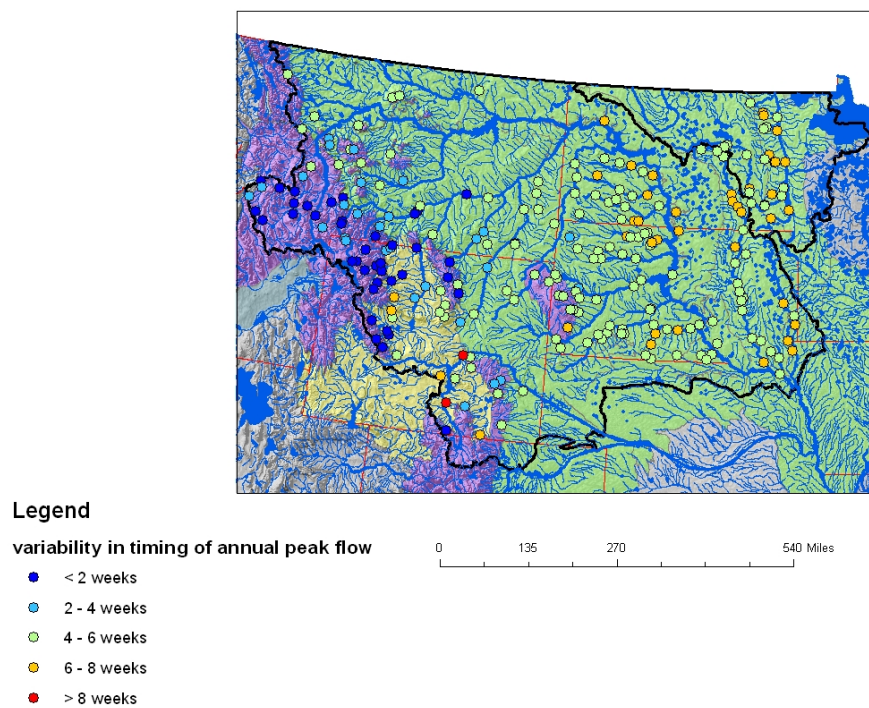 Legend
variability in timing of annual peak flow
0 135 270 540 Miles
< 2 weeks
2 - 4 weeks
4 - 6 weeks
6 - 8 weeks
> 8 weeks